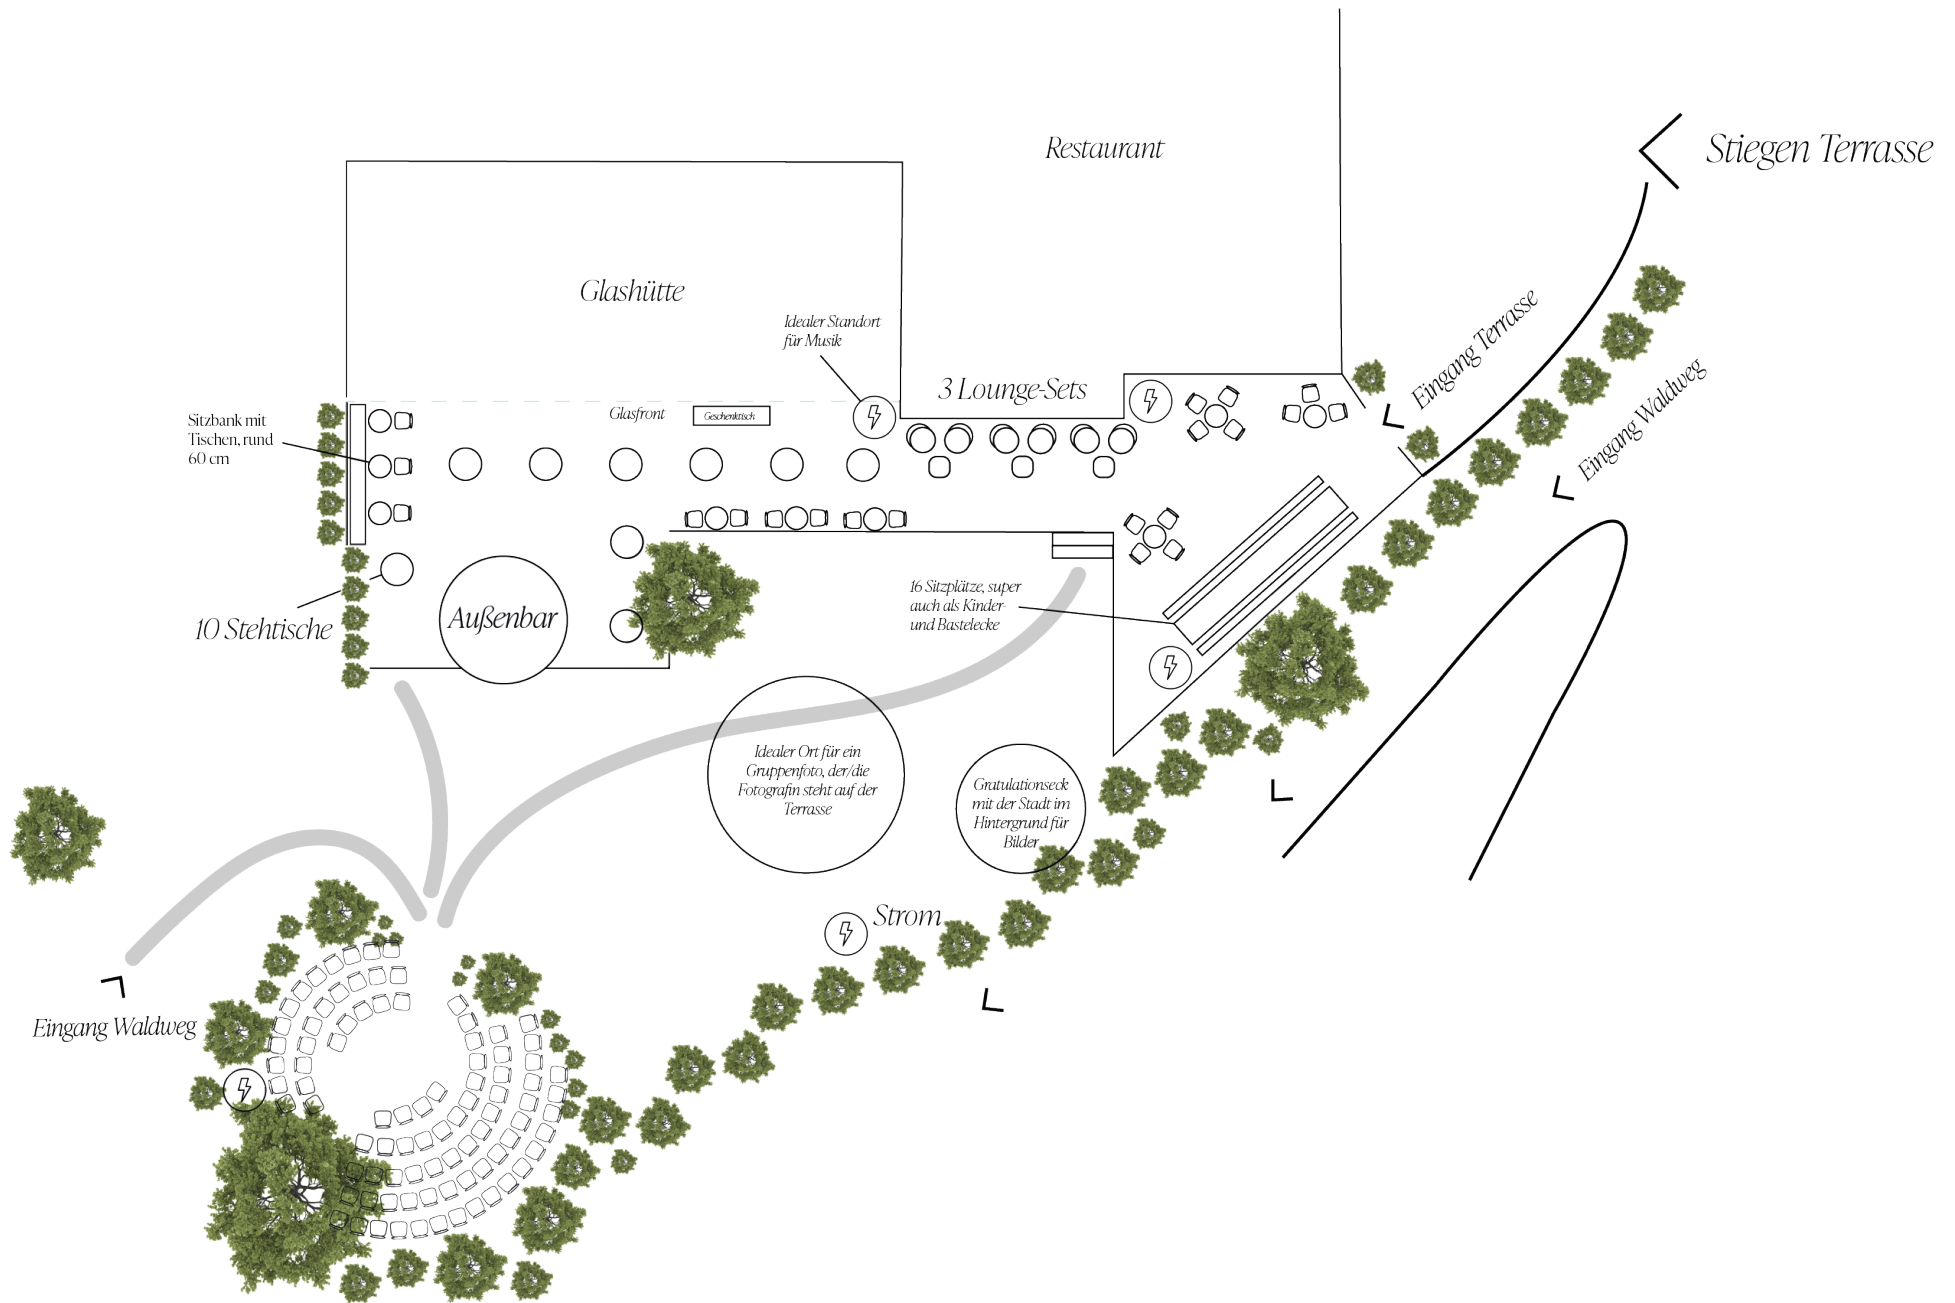 Restaurant
Stiegen Terrasse
Glashütte
Idealer Standort
für Musik
3 Lounge-Sets
Eingang Terrasse
Eingang Waldweg
Glasfront
Geschenktisch
Sitzbank mit
Tischen, rund
60 cm
10 Stehtische
Außenbar
16 Sitzplätze, super
auch als Kinder-
und Bastelecke
Idealer Ort für ein
Gruppenfoto, der/die
Fotografin steht auf der
Terrasse
Gratulationseck
mit der Stadt im
Hintergrund für
Bilder
Strom
Eingang Waldweg